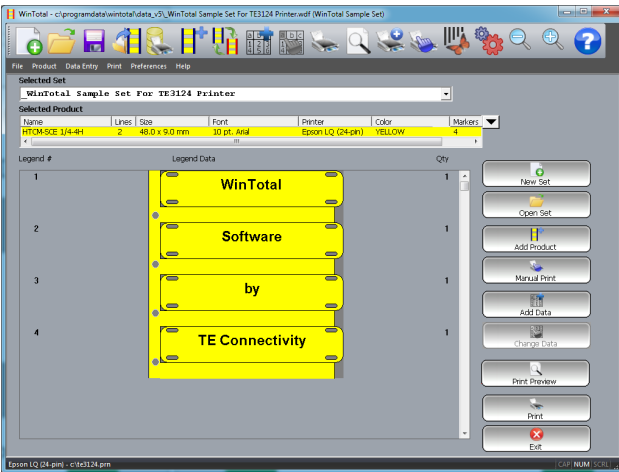 WinTotal - c:\programdata\wintotal\data_v5\_WinTotal Sample Set For TE3124 Printer.wdf (WinTotal Sample Set)
File Product Data Entry Print Preferences Help
Selected Set
_WinTotal Sample Set For TE3124 Printer
Selected Product
Name Lines Size Font Printer Color Markers
HTCM-SCE 1/4-4H 2 48.0 x 9.0 mm 10 pt. Arial Epson LQ (24-pin) YELLOW 4
Legend # Legend Data Qty
1 WinTotal 1
2 Software 1
3 by 1
4 TE Connectivity 1
New Set
Open Set
Add Product
Manual Print
Add Data
Change Data
Print Preview
Print
Exit
Epson LQ (24-pin) - c:\te3124.prn CAP NUM SCRL